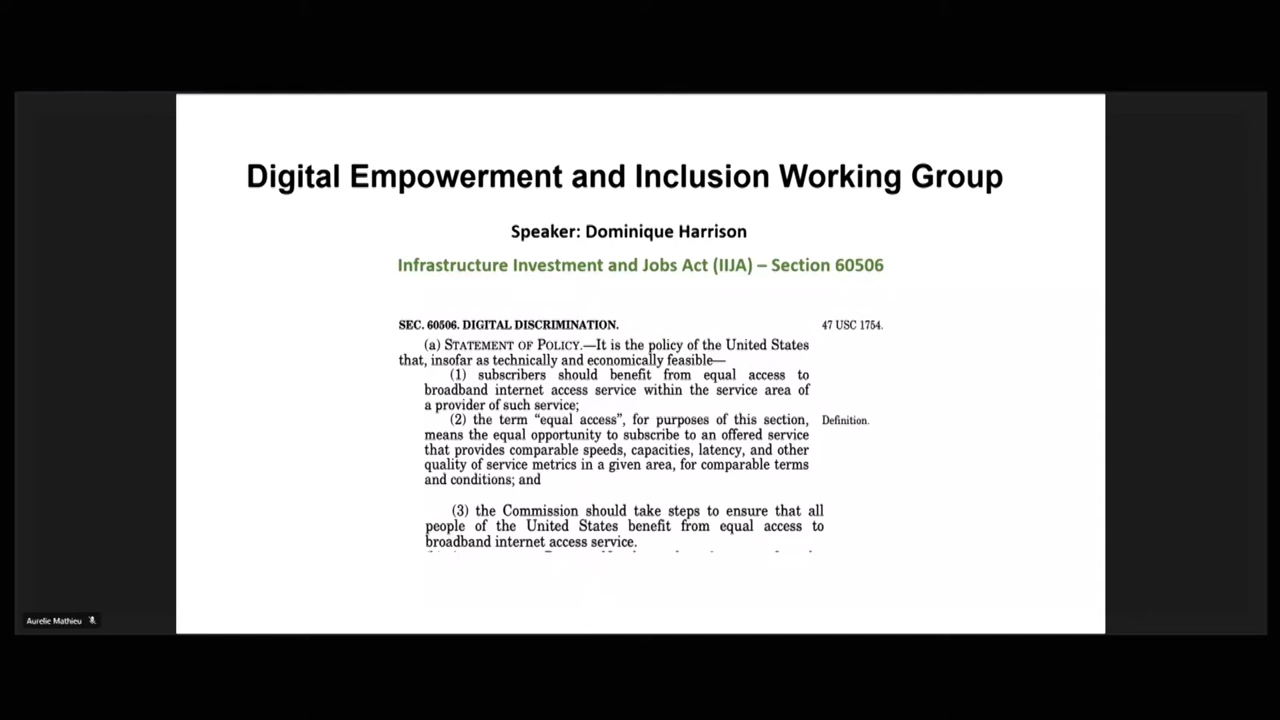 Digital Empowerment and Inclusion Working Group
Speaker: Dominique Harrison
Infrastructure Investment and Jobs Act (IIJA) – Section 60506
SEC. 60506. DIGITAL DISCRIMINATION.
47 USC 1754.
(a) STATEMENT OF POLICY.—It is the policy of the United States
that, insofar as technically and economically feasible—
(1) subscribers should benefit from equal access to
broadband internet access service within the service area of
a provider of such service;
(2) the term “equal access”, for purposes of this section,
Definition.
means the equal opportunity to subscribe to an offered service
that provides comparable speeds, capacities, latency, and other
quality of service metrics in a given area, for comparable terms
and conditions; and
(3) the Commission should take steps to ensure that all
people of the United States benefit from equal access to
broadband internet access service.
Aurelie Mathieu